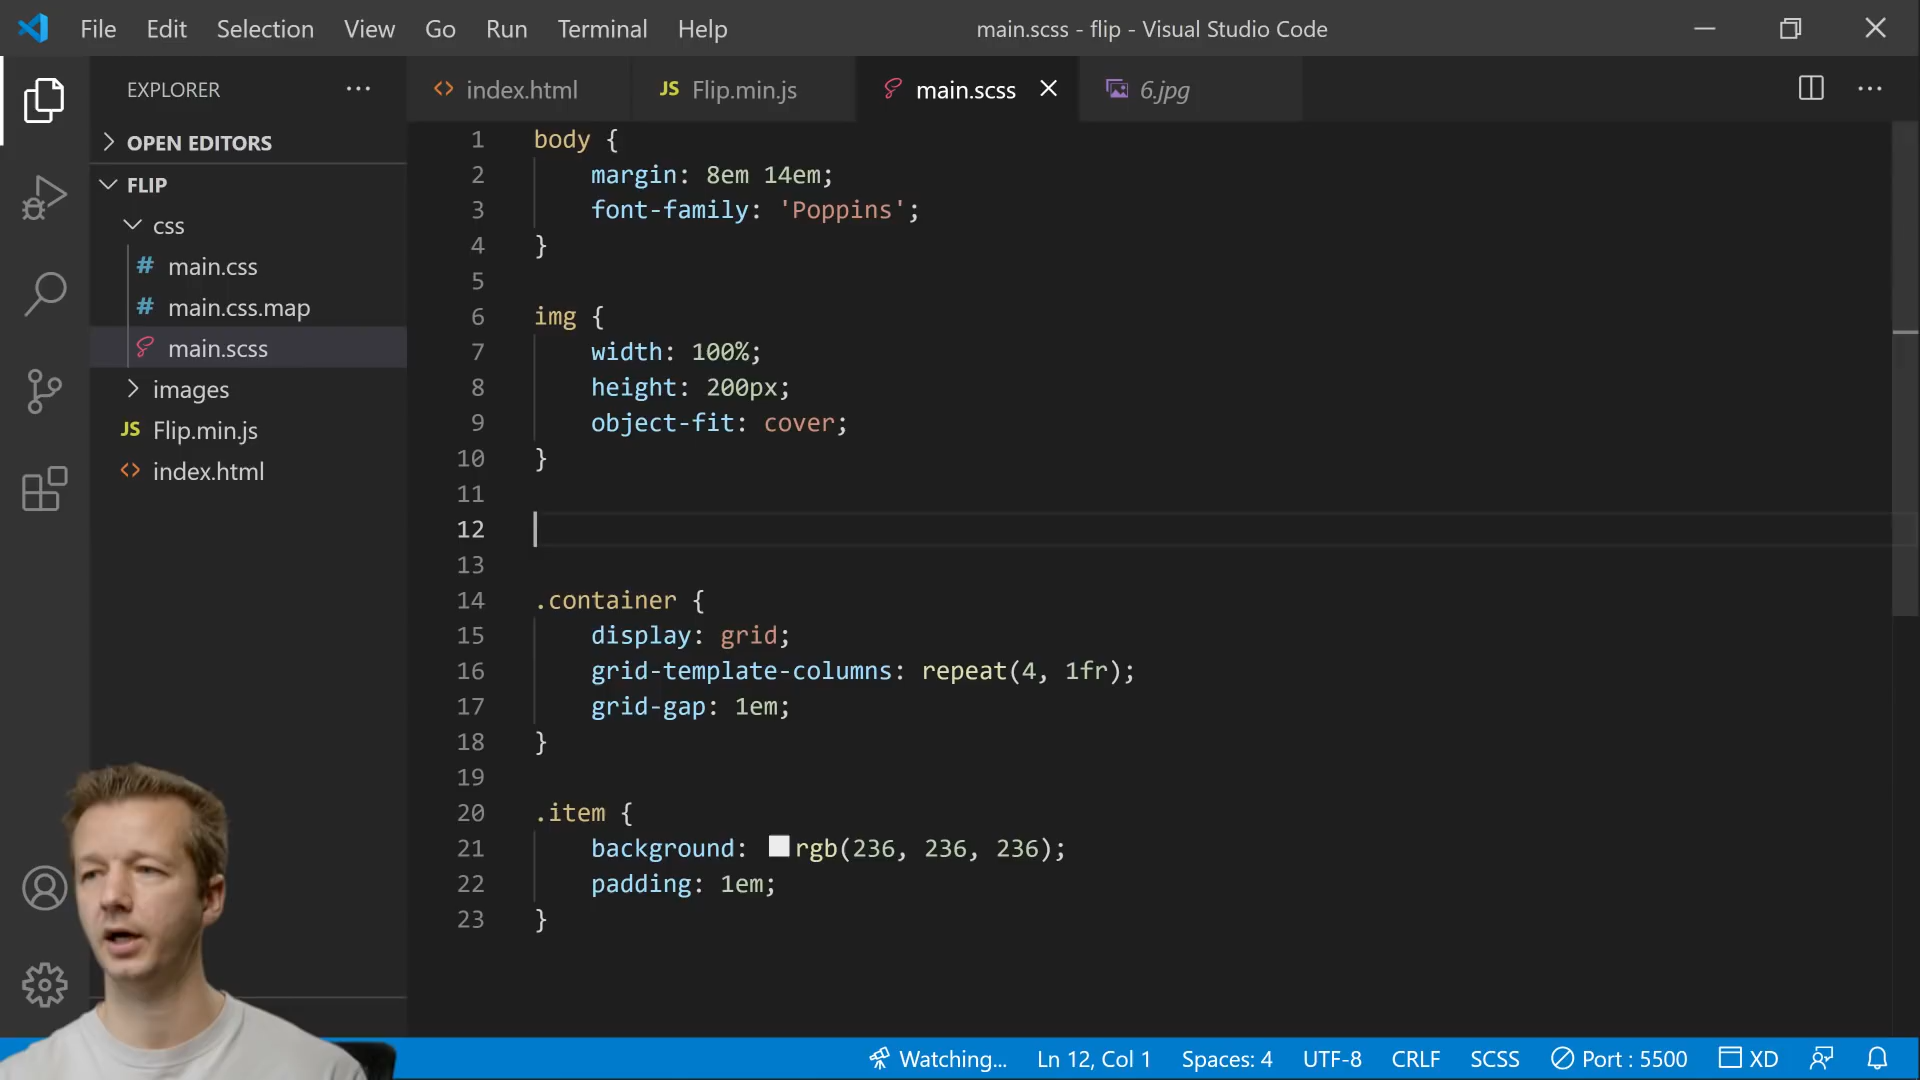 File Edit Selection View Go Run Terminal Help main.scss - flip - Visual Studio Code
EXPLORER
OPEN EDITORS
FLIP
css
# main.css
# main.css.map
main.scss
images
JS Flip.min.js
<> index.html
<> index.html JS Flip.min.js main.scss 6.jpg
1 body {
2 margin: 8em 14em;
3 font-family: 'Poppins';
4 }
5
6 img {
7 width: 100%;
8 height: 200px;
9 object-fit: cover;
10 }
11
12
13
14 .container {
15 display: grid;
16 grid-template-columns: repeat(4, 1fr);
17 grid-gap: 1em;
18 }
19
20 .item {
21 background: rgb(236, 236, 236);
22 padding: 1em;
23 }
Watching... Ln 12, Col 1 Spaces: 4 UTF-8 CRLF SCSS Port : 5500 XD